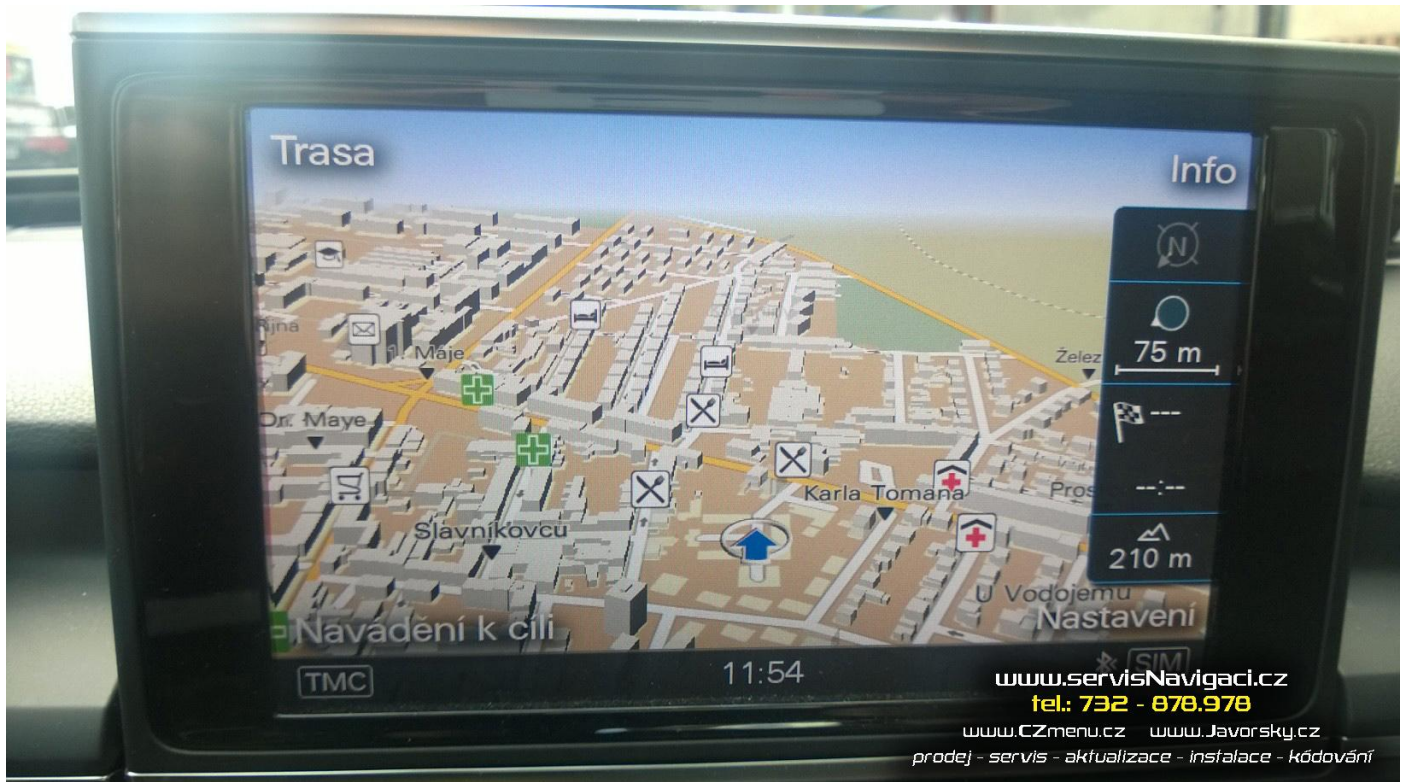 Trasa
Info
N
Října
1. Máje
Želez
75 m
Dr. Maye
---
Karla Tomana
Pros
--:--
Slavníkovcu
210 m
U Vodojemu
Navádění k cíli
Nastavení
TMC
11:54
SIM
www.servisNavigaci.cz
tel.: 732 - 878.978
www.CZmenu.cz www.Javorsky.cz
prodej - servis - aktualizace - instalace - kódování